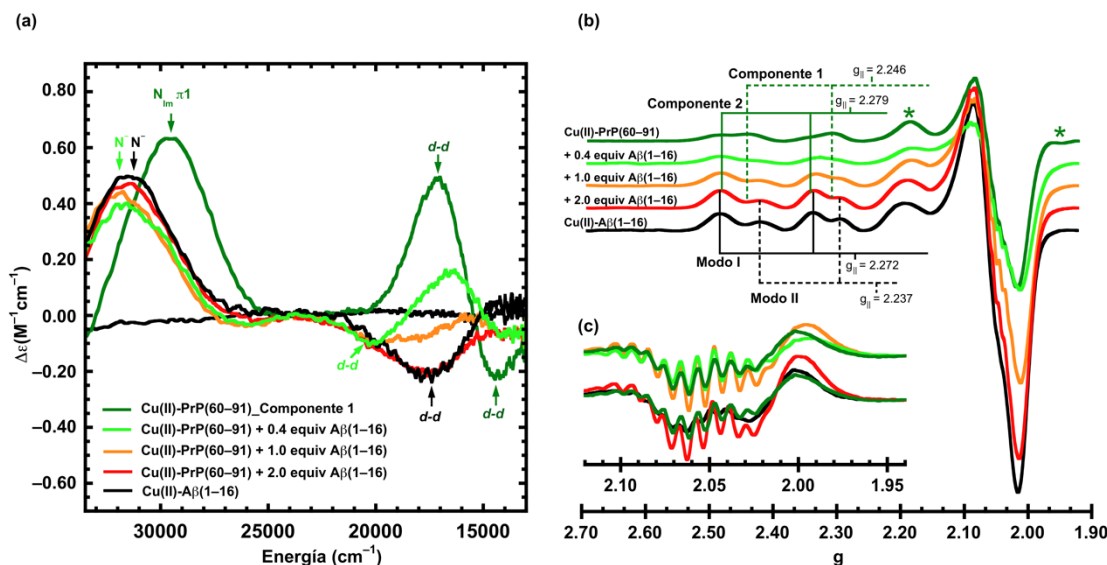 (a)
0.80
0.60
0.40
0.20
0.00
−0.20
−0.40
−0.60
Δε(M⁻¹cm⁻¹)
N_Im π1
N⁻ N⁻
d-d
d-d
d-d
d-d
Cu(II)-PrP(60–91)_Componente 1
Cu(II)-PrP(60–91) + 0.4 equiv Aβ(1–16)
Cu(II)-PrP(60–91) + 1.0 equiv Aβ(1–16)
Cu(II)-PrP(60–91) + 2.0 equiv Aβ(1–16)
Cu(II)-Aβ(1–16)
30000 25000 20000 15000
Energía (cm⁻¹)
(b)
Componente 1
g|| = 2.246
Componente 2
g|| = 2.279
Cu(II)-PrP(60–91)
+ 0.4 equiv Aβ(1–16)
+ 1.0 equiv Aβ(1–16)
+ 2.0 equiv Aβ(1–16)
Cu(II)-Aβ(1–16)
* *
Modo I
g|| = 2.272
Modo II
g|| = 2.237
(c)
2.12 2.05 2.00 1.95
2.70 2.60 2.50 2.40 2.30 2.20 2.10 2.00 1.90
g